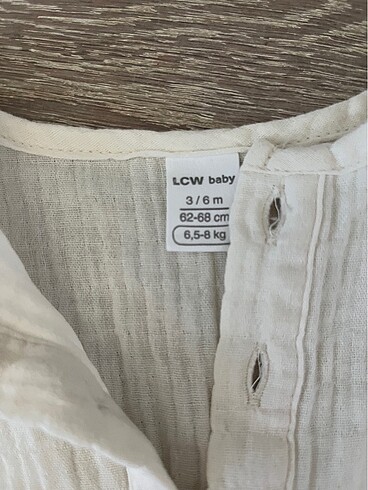 LCW baby
3 / 6 m
62-68 cm
6,5-8 kg